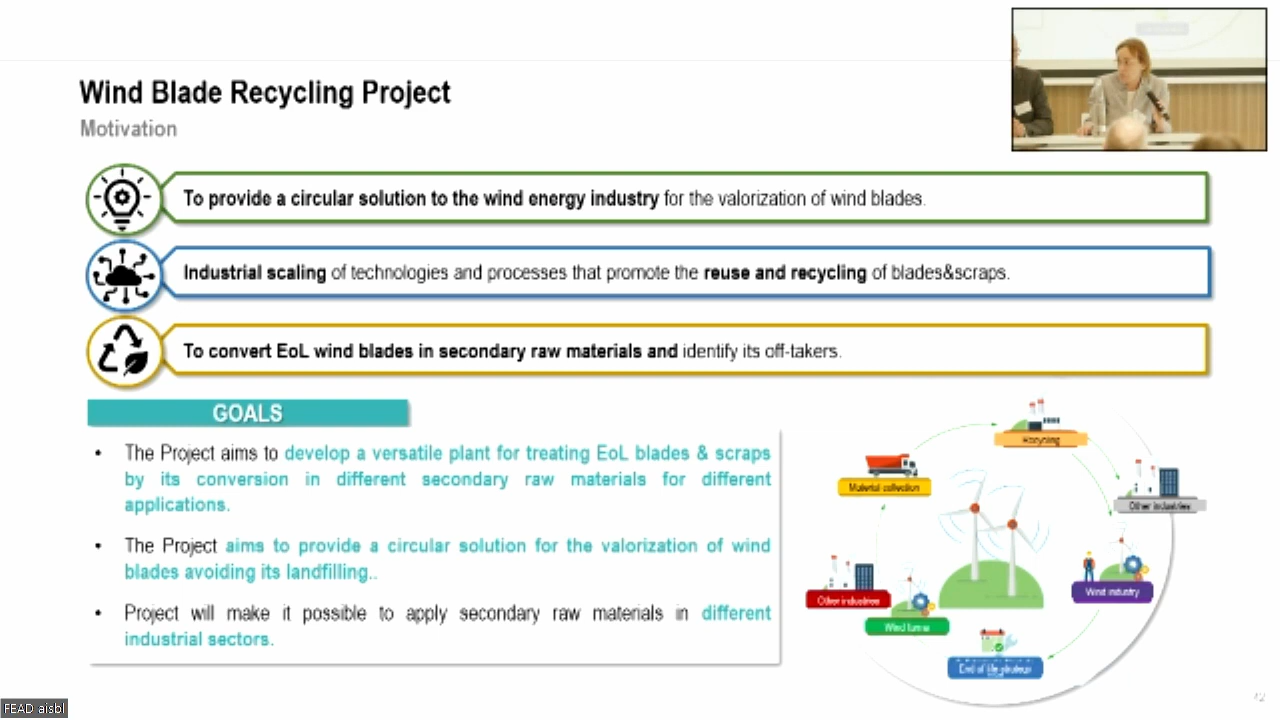 Wind Blade Recycling Project
Motivation
To provide a circular solution to the wind energy industry for the valorization of wind blades.
Industrial scaling of technologies and processes that promote the reuse and recycling of blades&scraps.
To convert EoL wind blades in secondary raw materials and identify its off-takers.
GOALS
• The Project aims to develop a versatile plant for treating EoL blades & scraps
by its conversion in different secondary raw materials for different
applications.
• The Project aims to provide a circular solution for the valorization of wind
blades avoiding its landfilling..
• Project will make it possible to apply secondary raw materials in different
industrial sectors.
Recycling
Material collection
Other industries
Wind industry
Other industries
Wind farms
End of life
FEAD aisbl
42